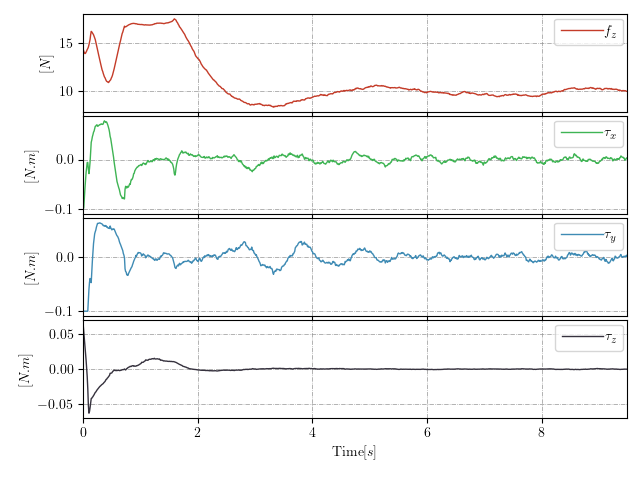 15
10
[N]
f_z
0.0
−0.1
[N.m]
τ_x
0.0
−0.1
[N.m]
τ_y
0.05
0.00
−0.05
[N.m]
τ_z
0 2 4 6 8
Time[s]